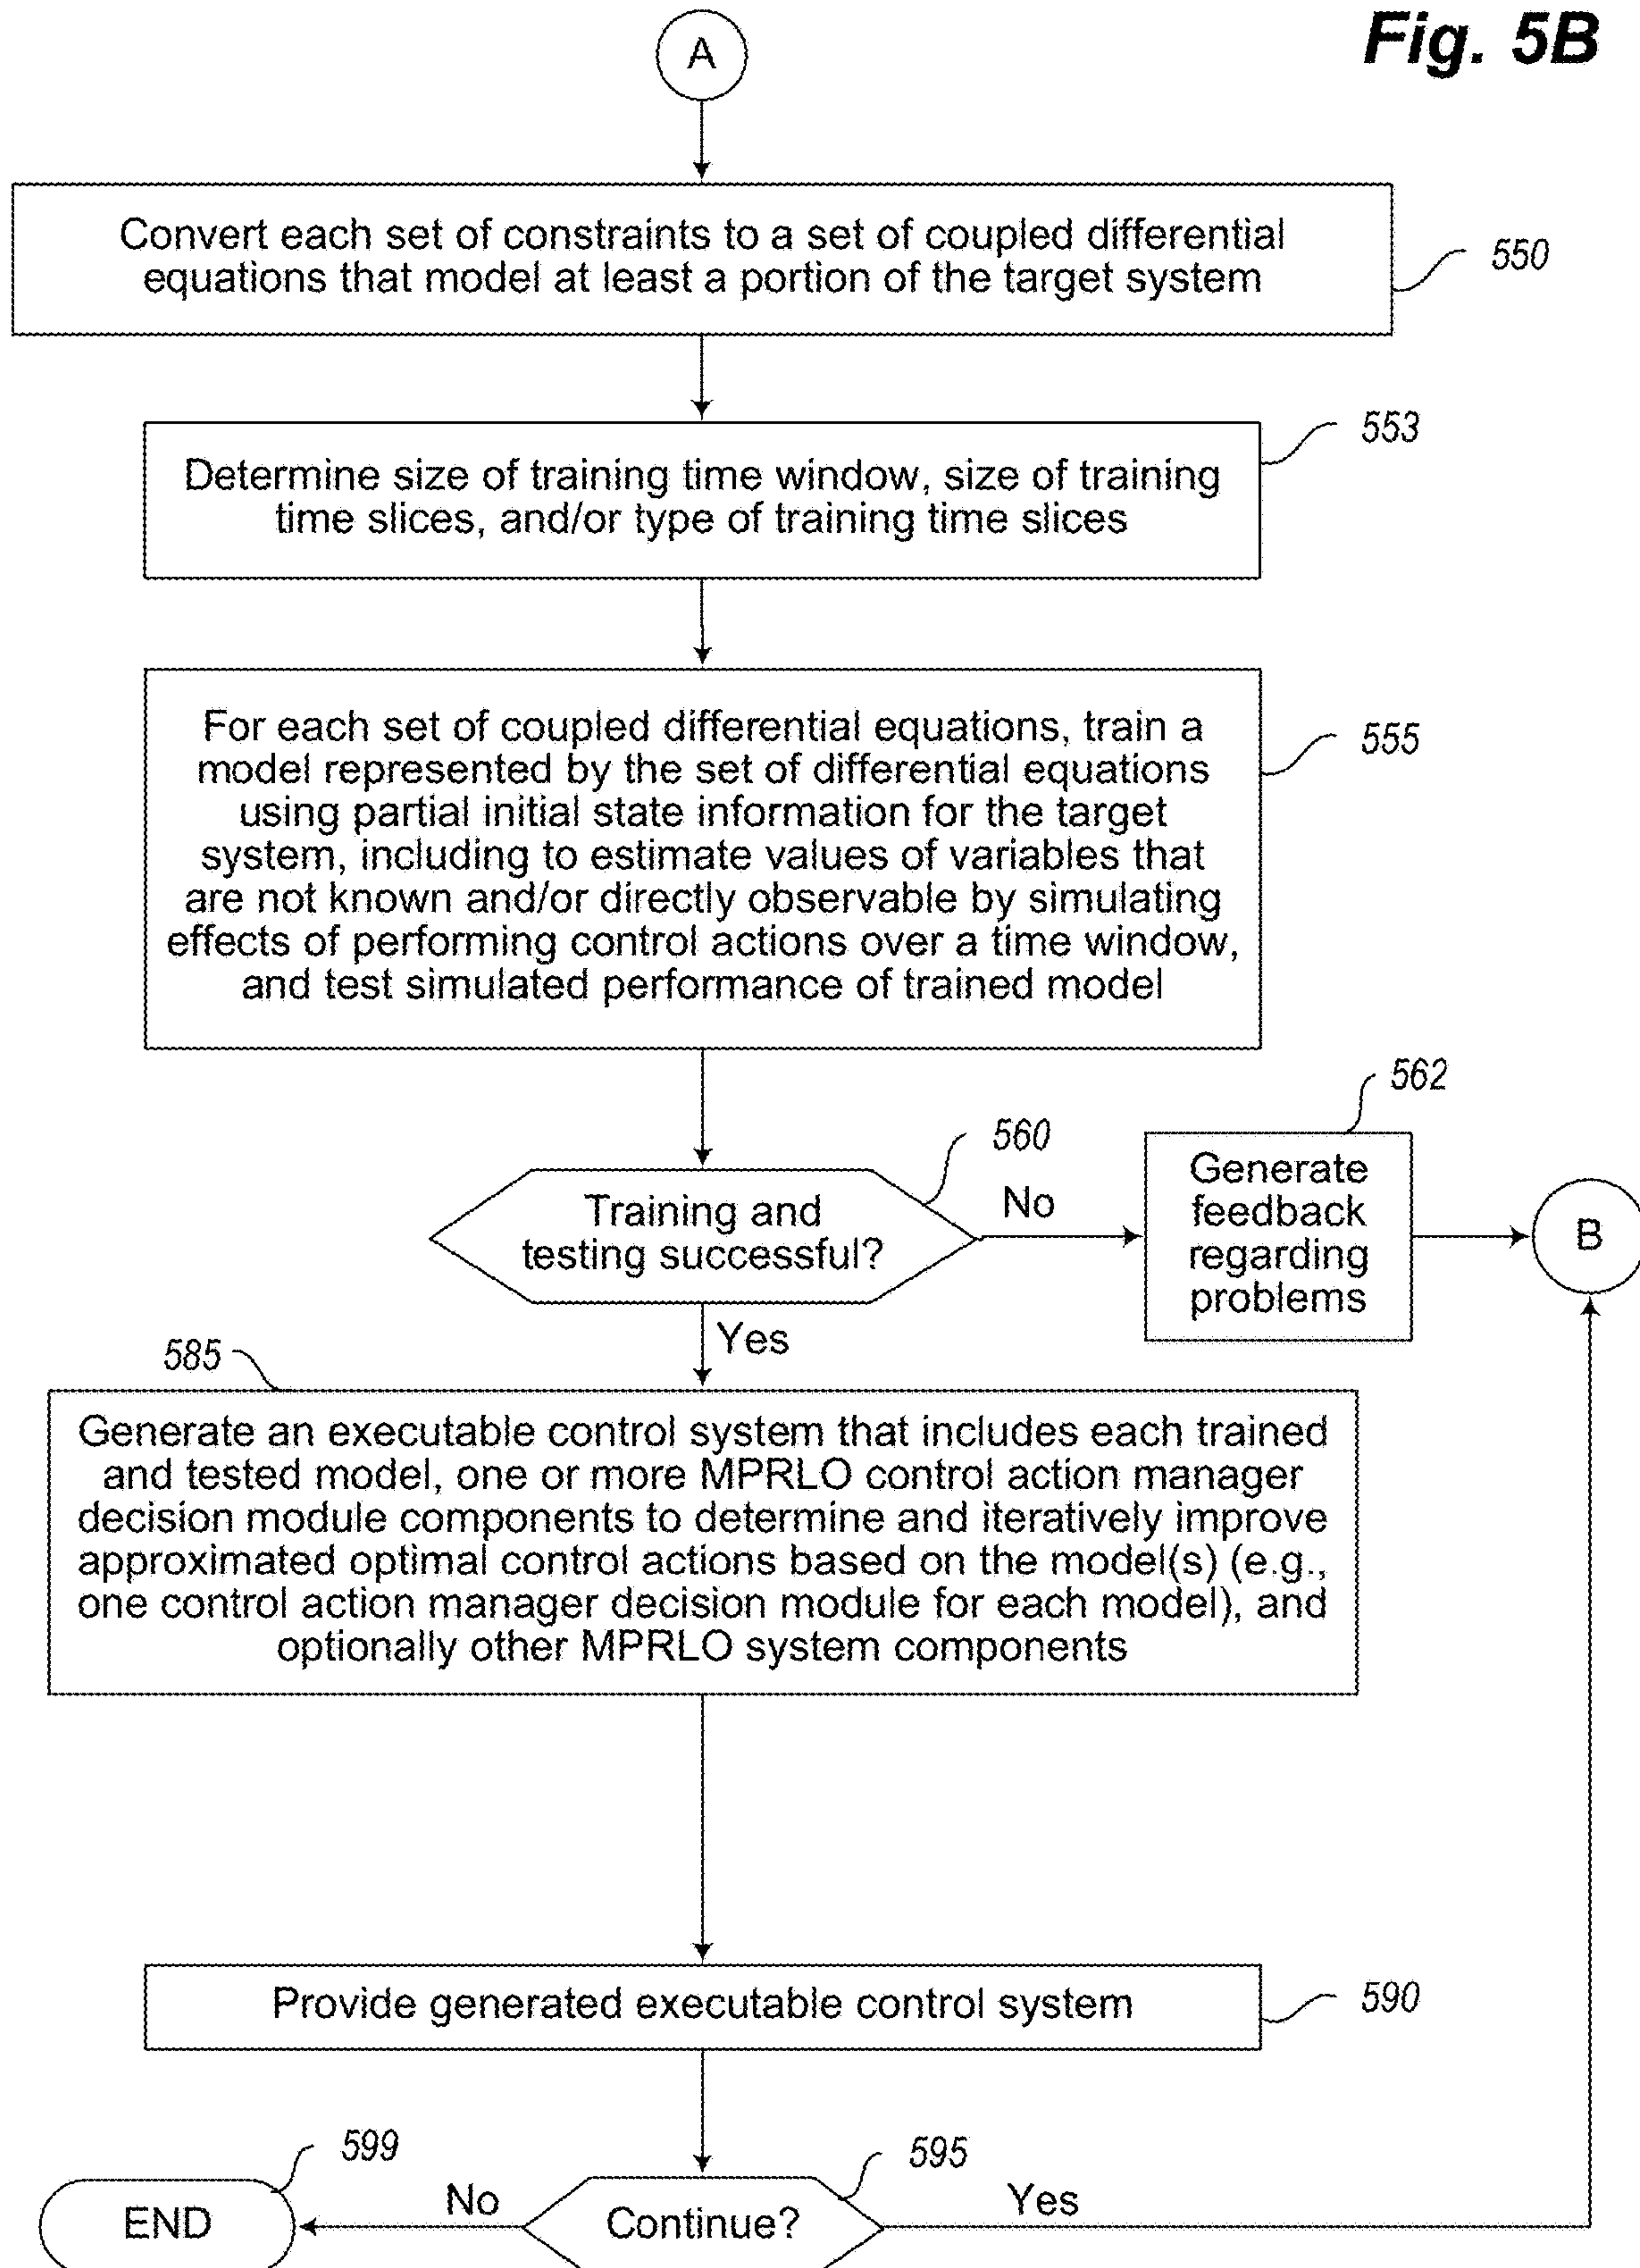 Fig. 5B
A
Convert each set of constraints to a set of coupled differential
equations that model at least a portion of the target system
550
553
Determine size of training time window, size of training
time slices, and/or type of training time slices
For each set of coupled differential equations, train a
model represented by the set of differential equations
using partial initial state information for the target
system, including to estimate values of variables that
are not known and/or directly observable by simulating
effects of performing control actions over a time window,
and test simulated performance of trained model
555
562
560
Training and
testing successful?
No
Generate
feedback
regarding
problems
B
Yes
585
Generate an executable control system that includes each trained
and tested model, one or more MPRLO control action manager
decision module components to determine and iteratively improve
approximated optimal control actions based on the model(s) (e.g.,
one control action manager decision module for each model), and
optionally other MPRLO system components
Provide generated executable control system
590
599
595
END
No
Continue?
Yes